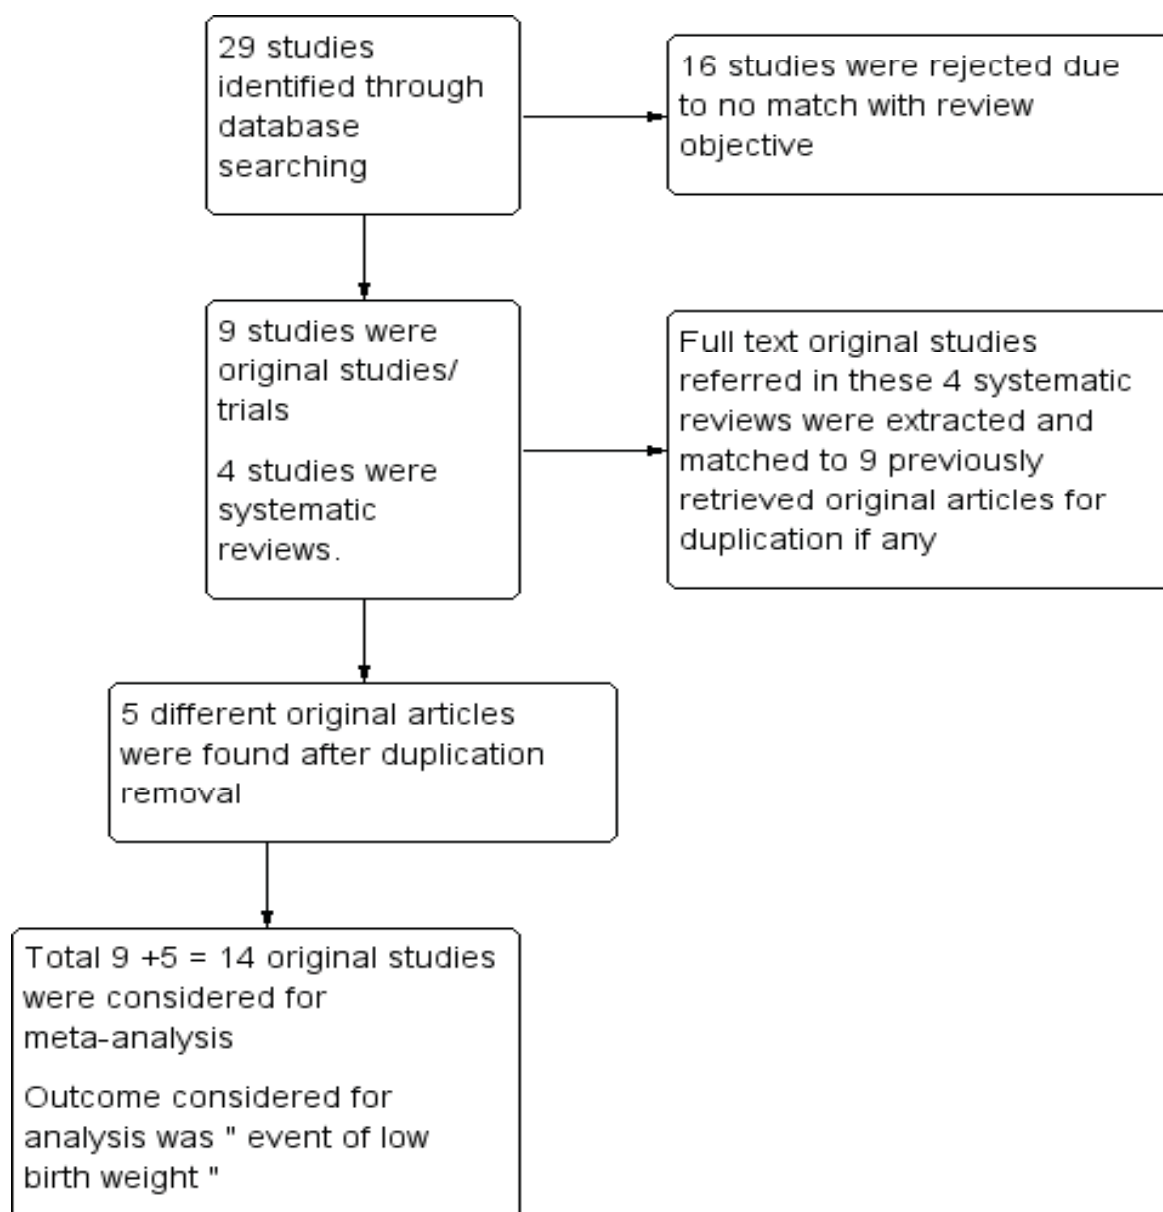 29 studies
identified through
database
searching
16 studies were rejected due
to no match with review
objective
9 studies were
original studies/
trials
4 studies were
systematic
reviews.
Full text original studies
referred in these 4 systematic
reviews were extracted and
matched to 9 previously
retrieved original articles for
duplication if any
5 different original articles
were found after duplication
removal
Total 9 +5 = 14 original studies
were considered for
meta-analysis
Outcome considered for
analysis was " event of low
birth weight "